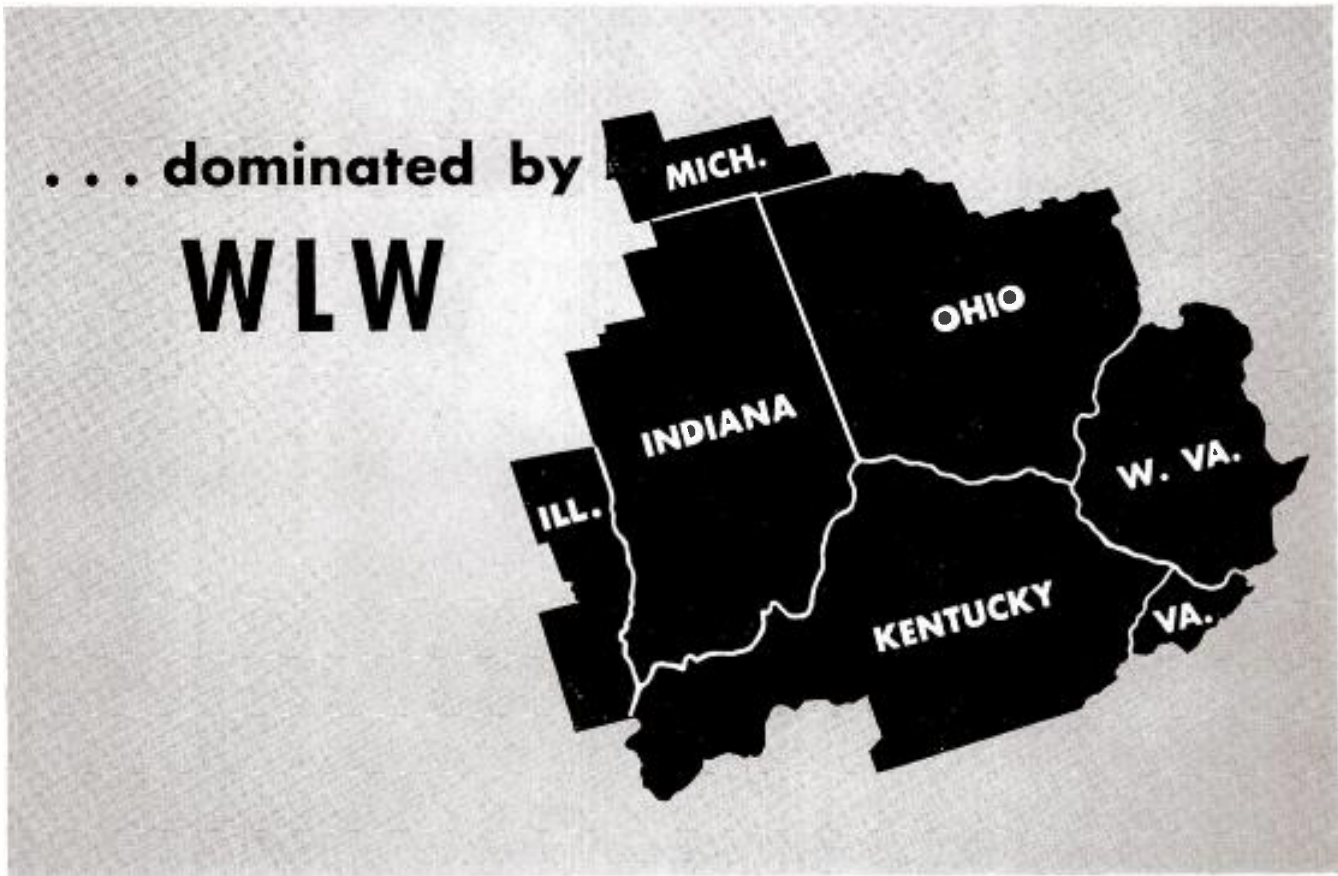 . . . dominated by
WLW
MICH.
OHIO
INDIANA
W. VA.
ILL.
KENTUCKY
VA.